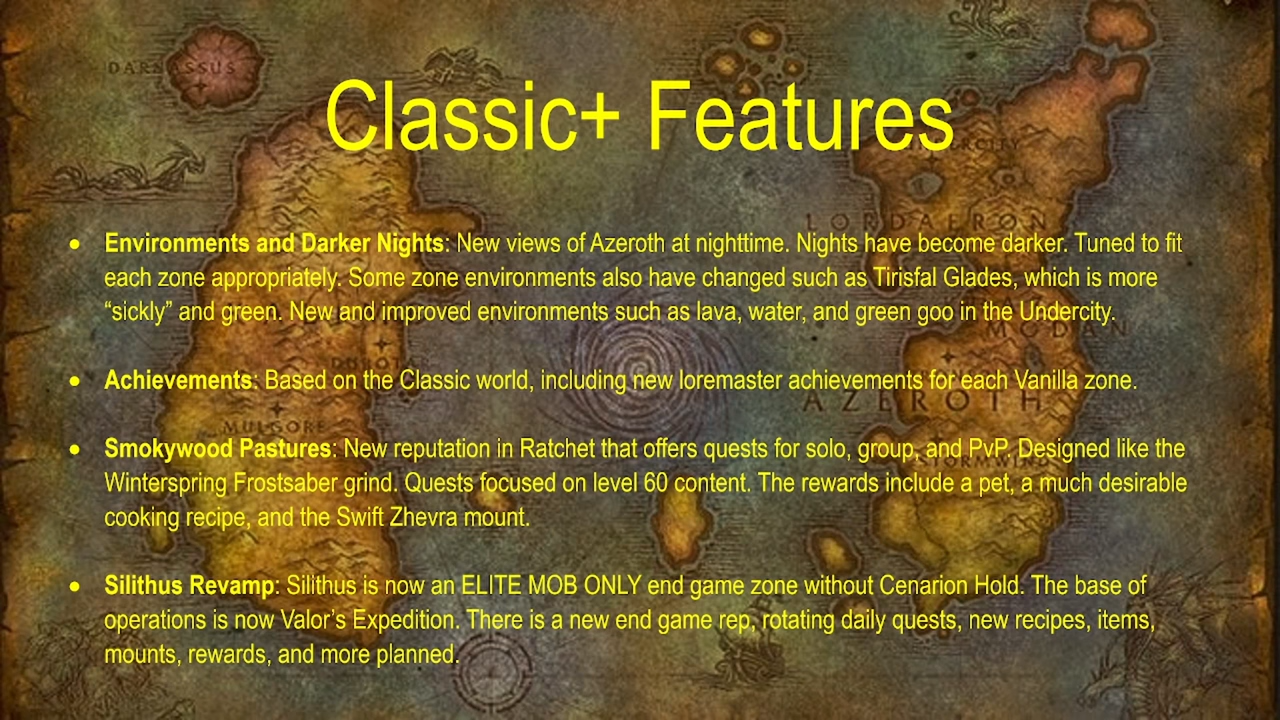 Classic+ Features
• Environments and Darker Nights: New views of Azeroth at nighttime. Nights have become darker. Tuned to fit
each zone appropriately. Some zone environments also have changed such as Tirisfal Glades, which is more
“sickly” and green. New and improved environments such as lava, water, and green goo in the Undercity.
• Achievements: Based on the Classic world, including new loremaster achievements for each Vanilla zone.
• Smokywood Pastures: New reputation in Ratchet that offers quests for solo, group, and PvP. Designed like the
Winterspring Frostsaber grind. Quests focused on level 60 content. The rewards include a pet, a much desirable
cooking recipe, and the Swift Zhevra mount.
• Silithus Revamp: Silithus is now an ELITE MOB ONLY end game zone without Cenarion Hold. The base of
operations is now Valor’s Expedition. There is a new end game rep, rotating daily quests, new recipes, items,
mounts, rewards, and more planned.
LORDAERON
MODAN
AZEROTH
MULGORE